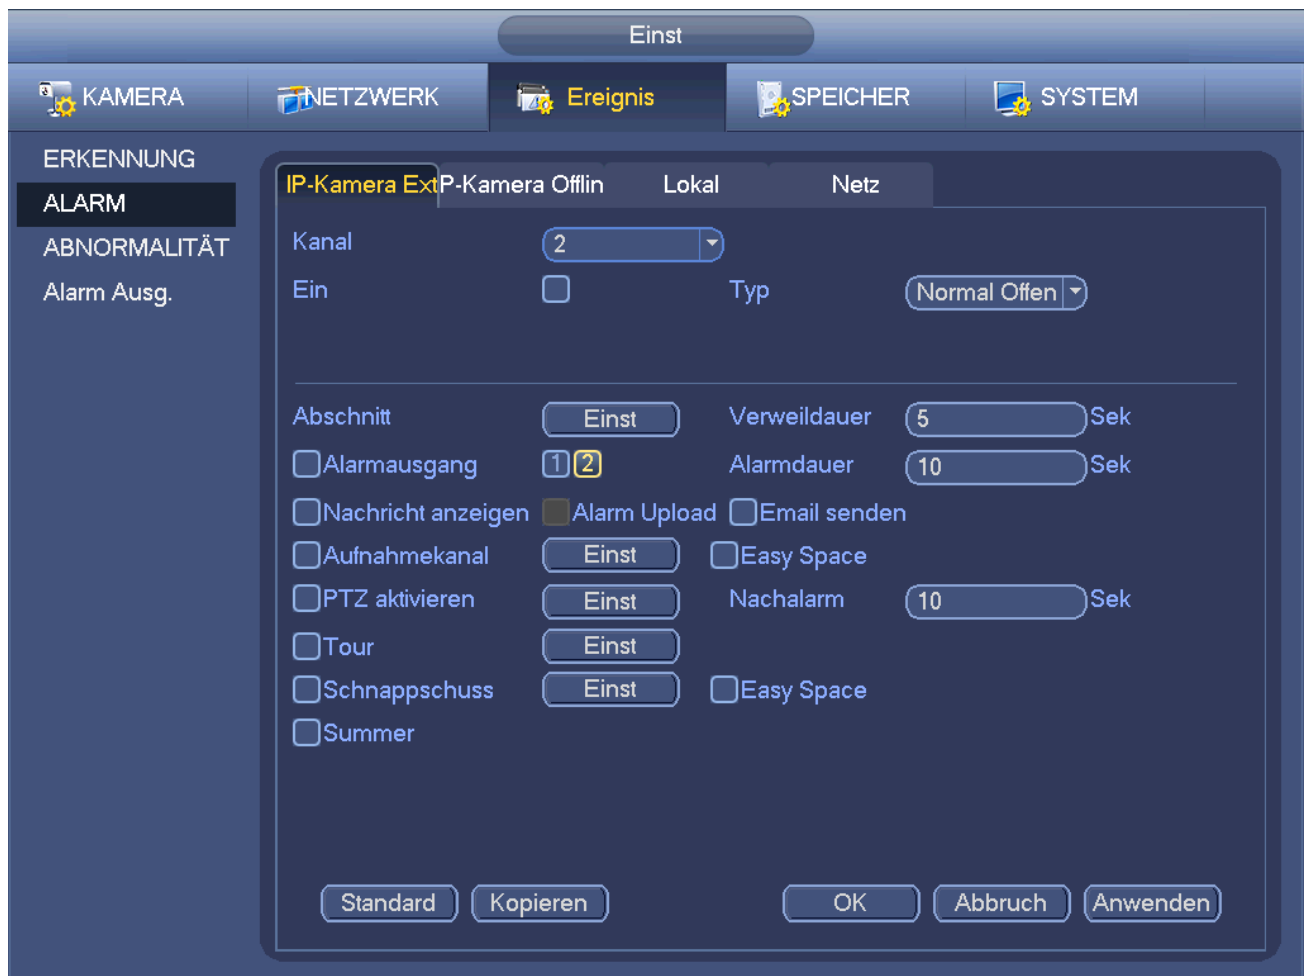 Einst
KAMERA NETZWERK Ereignis SPEICHER SYSTEM
ERKENNUNG
ALARM
ABNORMALITÄT
Alarm Ausg.
IP-Kamera Ext P-Kamera Offlin Lokal Netz
Kanal 2
Ein Typ Normal Offen
Abschnitt Einst Verweildauer 5 Sek
Alarmausgang 1 2 Alarmdauer 10 Sek
Nachricht anzeigen Alarm Upload Email senden
Aufnahmekanal Einst Easy Space
PTZ aktivieren Einst Nachalarm 10 Sek
Tour Einst
Schnappschuss Einst Easy Space
Summer
Standard Kopieren OK Abbruch Anwenden